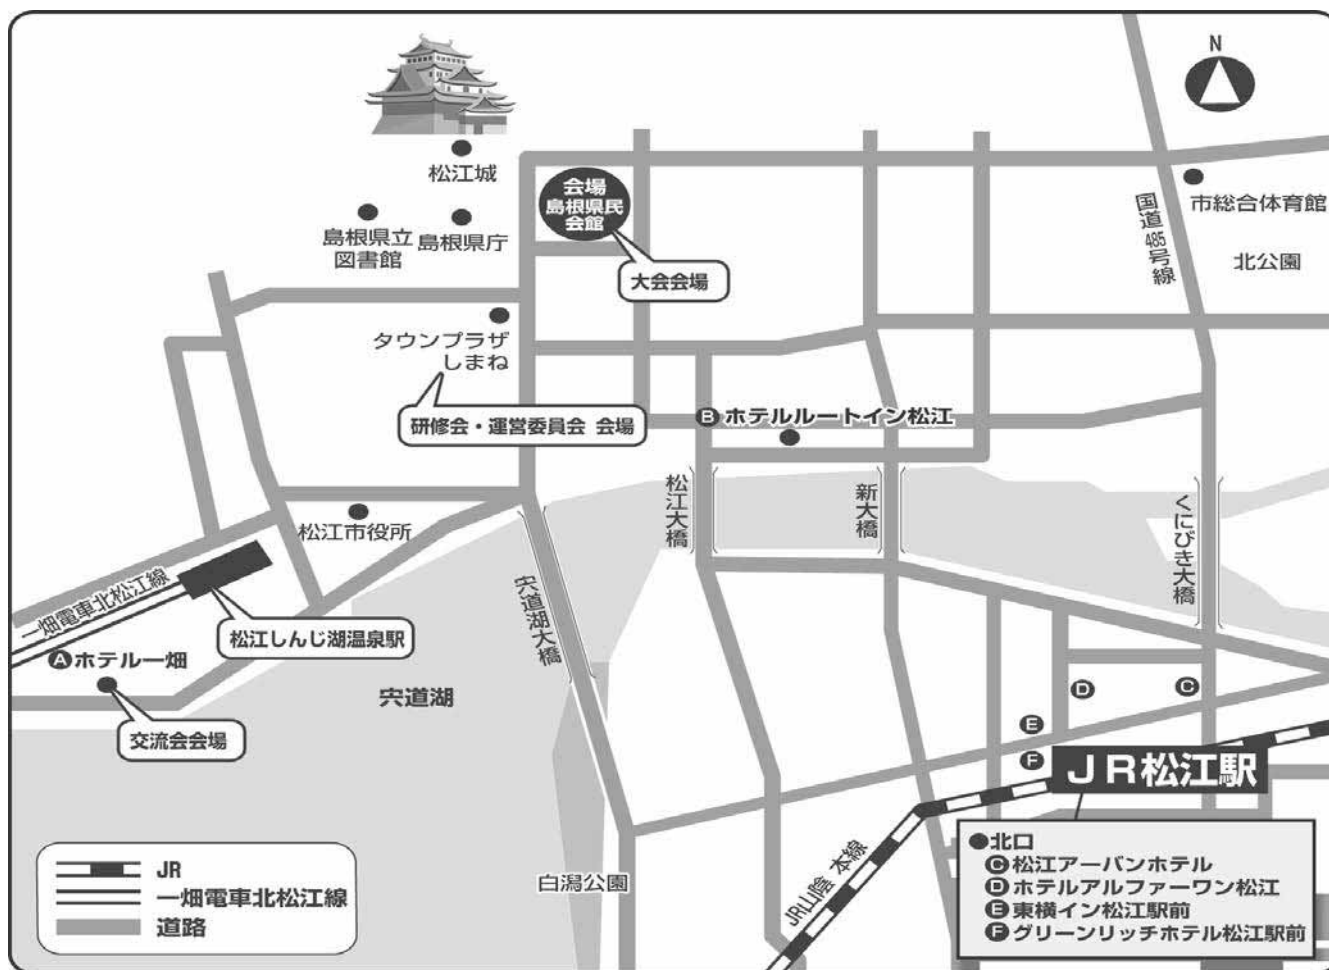 N
松江城
会場
島根県民
会館
市総合体育館
国道485号線
島根県立
図書館
島根県庁
北公園
大会会場
タウンプラザ
しまね
研修会・運営委員会 会場
B ホテルルートイン松江
松江大橋
新大橋
くにびき大橋
松江市役所
宍道湖大橋
一畑電車北松江線
松江しんじ湖温泉駅
A ホテル一畑
宍道湖
交流会会場
D
C
E
F
JR松江駅
白潟公園
JR山陰本線
JR
一畑電車北松江線
道路
●北口
C 松江アーバンホテル
D ホテルアルファーワン松江
E 東横イン松江駅前
F グリーンリッチホテル松江駅前